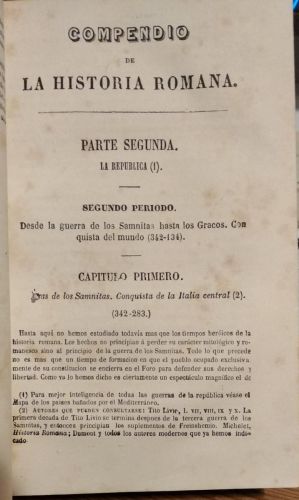 COMPENDIO
DE
LA HISTORIA ROMANA.
PARTE SEGUNDA.
LA REPUBLICA (1).
SEGUNDO PERIODO.
Desde la guerra de los Samnitas hasta los Gracos. Con
quista del mundo (342-134).
CAPITULO PRIMERO.
de los Samnitas. Conquista de la Italia central (2).
(342-283.)
Hasta aquí no hemos estudiado todavia mas que los tiempos heróicos de la
historia romana. Los hechos no principian á perder su carácter mitológico y ro-
manesco sino al principio de la guerra de los Samnitas. Todo lo que precede
no es mas que un tiempo de formacion en que el pueblo ocupado exclusiva-
mente de su constitucion se encierra en el Foro para defender sus derechos y
libertad. Como ya lo hemos dicho es ciertamente un espectáculo magnífico el de
(1) Para mejor inteligencia de todas las guerras de la república véase el
Mapa de los paises bañados por el Mediterráneo.
(2) AUTORES QUE PUEDEN CONSULTARSE: Tito Livio, l. VII, VIII, IX y X. La
primera decada de Tito Livio se termina despues de la tercera guerra de los
Samnitas, y entonces principian los suplementos de Freinshemio. Michelet,
Historia Romana; Dumont y todos los autores modernos que ya hemos indi-
cado